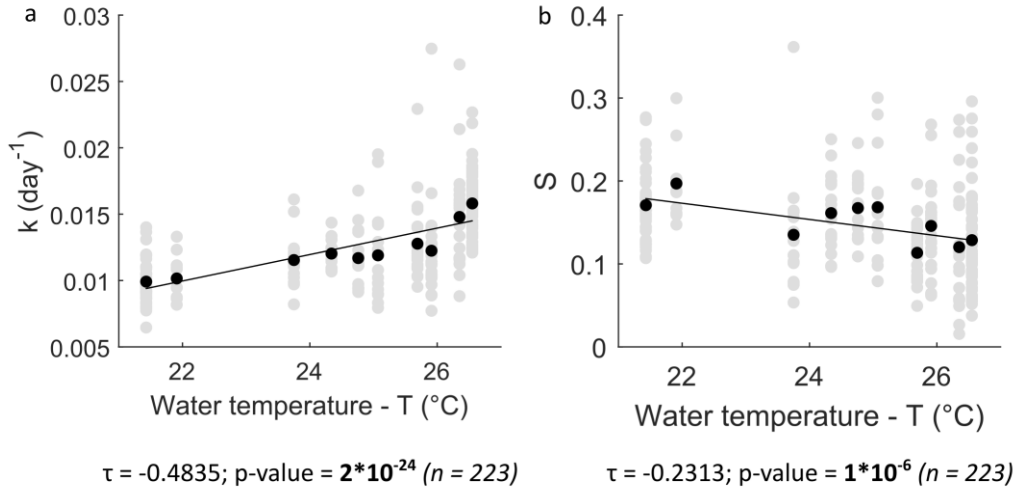 a
0.03
0.025
0.02
0.015
0.01
0.005
k (day⁻¹)
22 24 26
Water temperature - T (°C)
τ = -0.4835; p-value = 2*10⁻²⁴ (n = 223)
b
0.4
0.3
0.2
0.1
0
S
22 24 26
Water temperature - T (°C)
τ = -0.2313; p-value = 1*10⁻⁶ (n = 223)